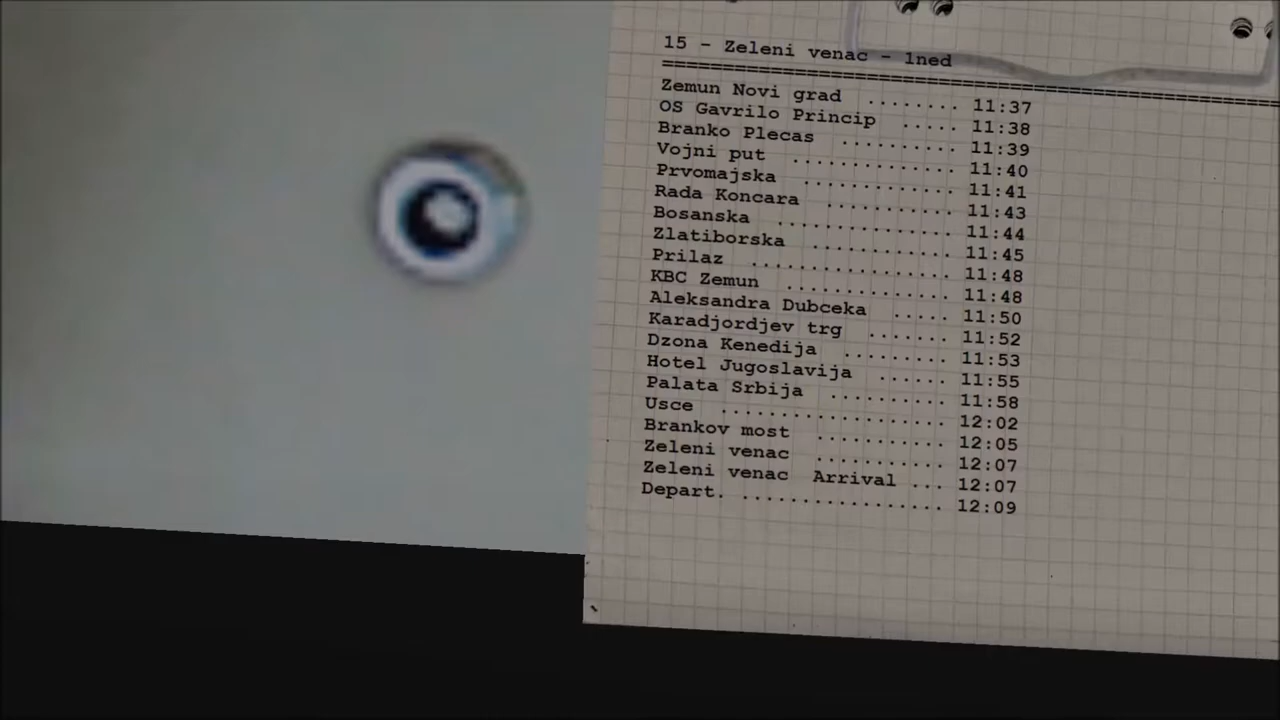 15 - Zeleni venac - 1ned
================================================
Zemun Novi grad ........ 11:37
OS Gavrilo Princip ..... 11:38
Branko Plecas .......... 11:39
Vojni put .............. 11:40
Prvomajska ............. 11:41
Rada Koncara ........... 11:43
Bosanska ............... 11:44
Zlatiborska ............ 11:45
Prilaz ................. 11:48
KBC Zemun .............. 11:48
Aleksandra Dubceka ..... 11:50
Karadjordjev trg ....... 11:52
Dzona Kenedija ......... 11:53
Hotel Jugoslavija ...... 11:55
Palata Srbija .......... 11:58
Usce ................... 12:02
Brankov most ........... 12:05
Zeleni venac ........... 12:07
Zeleni venac Arrival ... 12:07
Depart. ................. 12:09